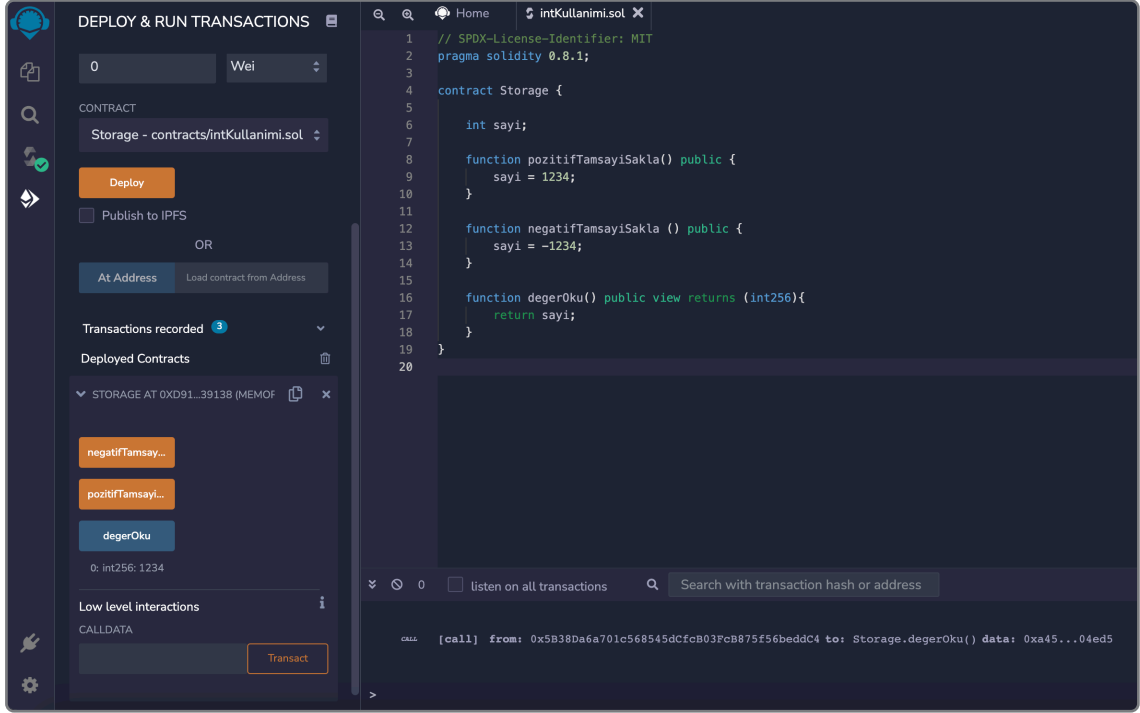 DEPLOY & RUN TRANSACTIONS
0
Wei
CONTRACT
Storage - contracts/intKullanimi.sol
Deploy
Publish to IPFS
OR
At Address
Load contract from Address
Transactions recorded 3
Deployed Contracts
STORAGE AT 0XD91...39138 (MEMOR
negatifTamsay...
pozitifTamsayi...
degerOku
0: int256: 1234
Low level interactions
i
CALLDATA
Transact
Home
intKullanimi.sol
1 // SPDX-License-Identifier: MIT
2 pragma solidity 0.8.1;
3
4 contract Storage {
5
6 int sayi;
7
8 function pozitifTamsayiSakla() public {
9 sayi = 1234;
10 }
11
12 function negatifTamsayiSakla () public {
13 sayi = -1234;
14 }
15
16 function degerOku() public view returns (int256){
17 return sayi;
18 }
19 }
20
0
listen on all transactions
Search with transaction hash or address
CALL [call] from: 0x5B38Da6a701c568545dCfcB03FcB875f56beddC4 to: Storage.degerOku() data: 0xa45...04ed5
>